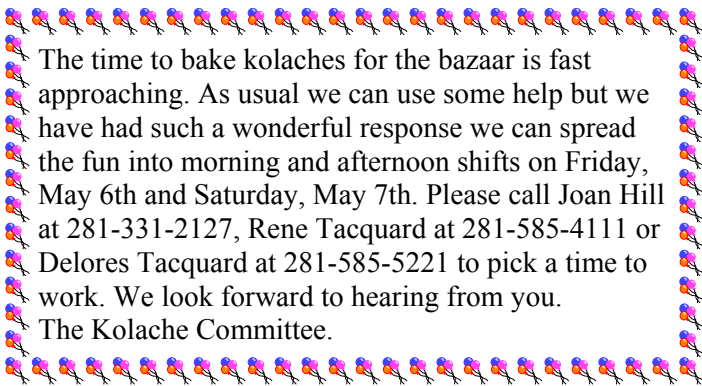 The time to bake kolaches for the bazaar is fast
approaching. As usual we can use some help but we
have had such a wonderful response we can spread
the fun into morning and afternoon shifts on Friday,
May 6th and Saturday, May 7th. Please call Joan Hill
at 281-331-2127, Rene Tacquard at 281-585-4111 or
Delores Tacquard at 281-585-5221 to pick a time to
work. We look forward to hearing from you.
The Kolache Committee.